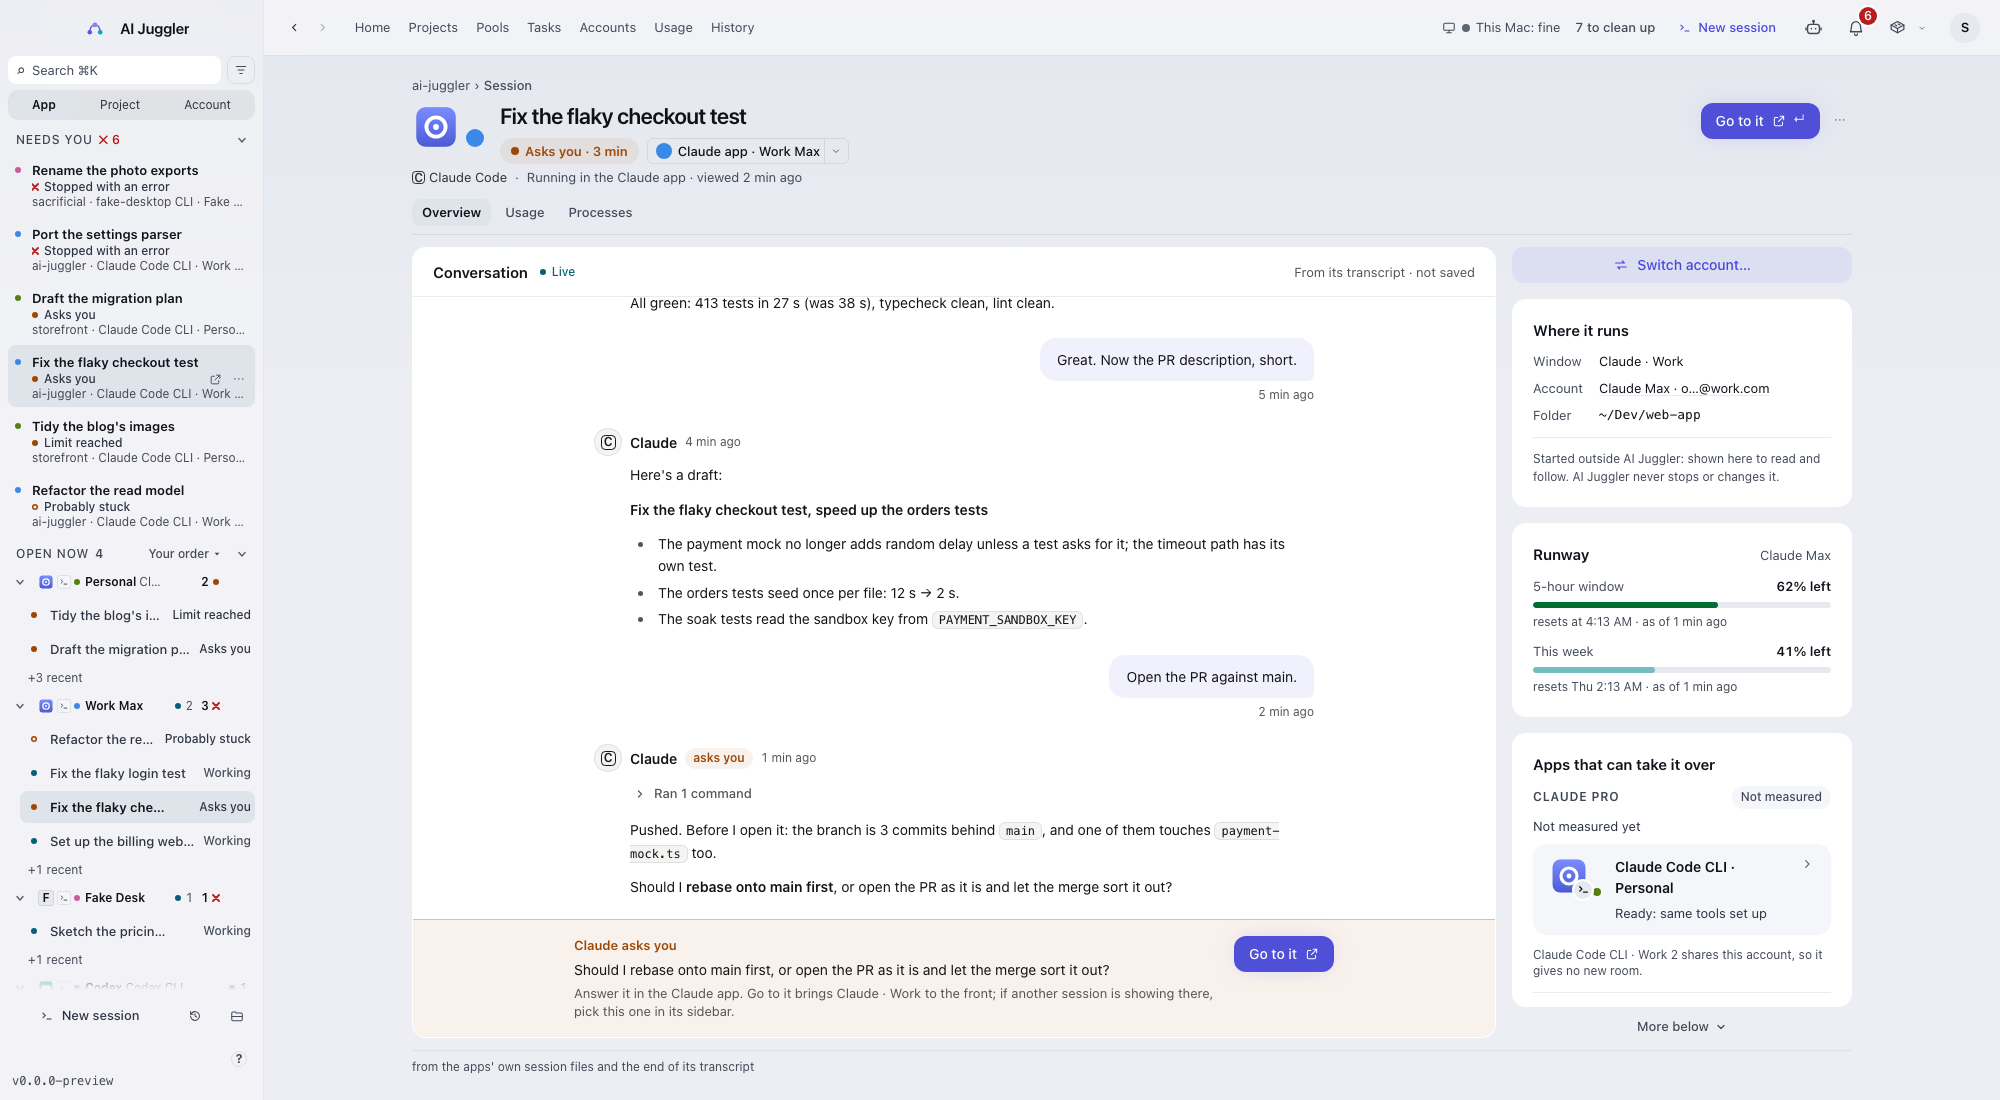 AI Juggler
Search ⌘K
App Project Account
NEEDS YOU 6
Rename the photo exports
Stopped with an error
sacrificial · fake-desktop CLI · Fake ...
Port the settings parser
Stopped with an error
ai-juggler · Claude Code CLI · Work ...
Draft the migration plan
Asks you
storefront · Claude Code CLI · Perso...
Fix the flaky checkout test
Asks you
ai-juggler · Claude Code CLI · Work ...
Tidy the blog's images
Limit reached
storefront · Claude Code CLI · Perso...
Refactor the read model
Probably stuck
ai-juggler · Claude Code CLI · Work ...
OPEN NOW 4 Your order
Personal Cl... 2
Tidy the blog's i... Limit reached
Draft the migration p... Asks you
+3 recent
Work Max 2 3
Refactor the re... Probably stuck
Fix the flaky login test Working
Fix the flaky che... Asks you
Set up the billing web... Working
+1 recent
F Fake Desk 1 1
Sketch the pricin... Working
+1 recent
Codex Codex CLI 1
New session
?
v0.0.0-preview
Home Projects Pools Tasks Accounts Usage History
This Mac: fine 7 to clean up New session 6 S
ai-juggler › Session
Fix the flaky checkout test
Asks you · 3 min Claude app · Work Max
Go to it
C Claude Code · Running in the Claude app · viewed 2 min ago
Overview Usage Processes
Conversation Live From its transcript · not saved
All green: 413 tests in 27 s (was 38 s), typecheck clean, lint clean.
Great. Now the PR description, short.
5 min ago
C Claude 4 min ago
Here's a draft:
Fix the flaky checkout test, speed up the orders tests
• The payment mock no longer adds random delay unless a test asks for it; the timeout path has its
own test.
• The orders tests seed once per file: 12 s → 2 s.
• The soak tests read the sandbox key from PAYMENT_SANDBOX_KEY.
Open the PR against main.
2 min ago
C Claude asks you 1 min ago
Ran 1 command
Pushed. Before I open it: the branch is 3 commits behind main, and one of them touches payment-
mock.ts too.
Should I rebase onto main first, or open the PR as it is and let the merge sort it out?
Claude asks you
Should I rebase onto main first, or open the PR as it is and let the merge sort it out?
Answer it in the Claude app. Go to it brings Claude · Work to the front; if another session is showing there,
pick this one in its sidebar.
Go to it
from the apps' own session files and the end of its transcript
Switch account...
Where it runs
Window Claude · Work
Account Claude Max · o...@work.com
Folder ~/Dev/web-app
Started outside AI Juggler: shown here to read and
follow. AI Juggler never stops or changes it.
Runway Claude Max
5-hour window 62% left
resets at 4:13 AM · as of 1 min ago
This week 41% left
resets Thu 2:13 AM · as of 1 min ago
Apps that can take it over
CLAUDE PRO Not measured
Not measured yet
Claude Code CLI ·
Personal
Ready: same tools set up
Claude Code CLI · Work 2 shares this account, so it
gives no new room.
More below